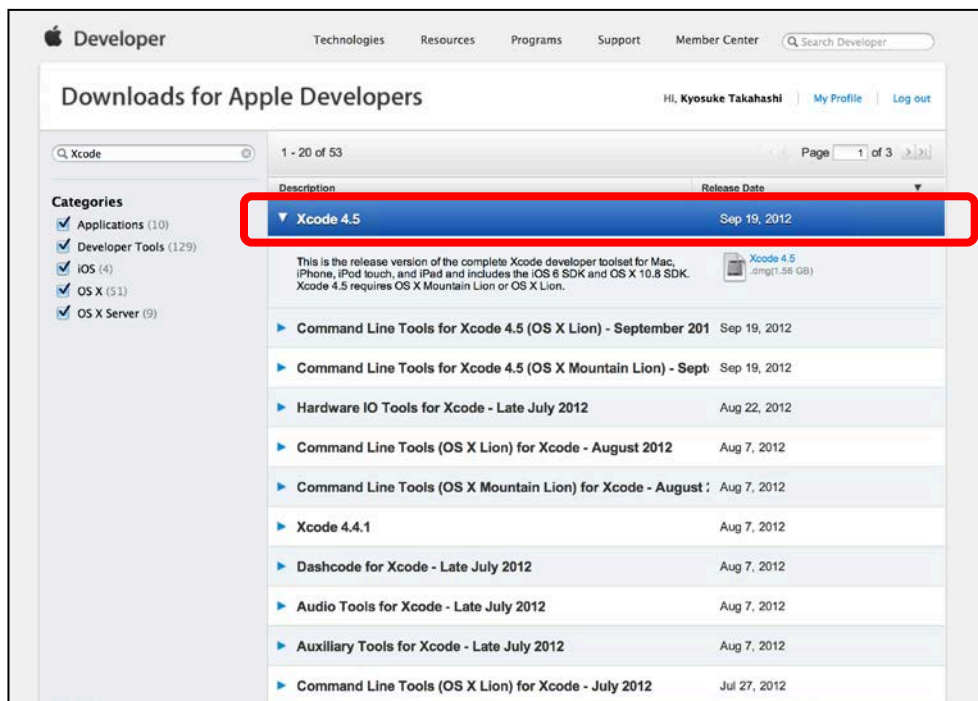 Developer
Technologies Resources Programs Support Member Center Search Developer
Downloads for Apple Developers
Hi, Kyosuke Takahashi My Profile Log out
Xcode
1 - 20 of 53
Page 1 of 3
Categories
Applications (10)
Developer Tools (129)
iOS (4)
OS X (51)
OS X Server (9)
Description Release Date
Xcode 4.5 Sep 19, 2012
This is the release version of the complete Xcode developer toolset for Mac,
iPhone, iPod touch, and iPad and includes the iOS 6 SDK and OS X 10.8 SDK.
Xcode 4.5 requires OS X Mountain Lion or OS X Lion.
Xcode 4.5
.dmg(1.56 GB)
Command Line Tools for Xcode 4.5 (OS X Lion) - September 201 Sep 19, 2012
Command Line Tools for Xcode 4.5 (OS X Mountain Lion) - Sept Sep 19, 2012
Hardware IO Tools for Xcode - Late July 2012 Aug 22, 2012
Command Line Tools (OS X Lion) for Xcode - August 2012 Aug 7, 2012
Command Line Tools (OS X Mountain Lion) for Xcode - August Aug 7, 2012
Xcode 4.4.1 Aug 7, 2012
Dashcode for Xcode - Late July 2012 Aug 7, 2012
Audio Tools for Xcode - Late July 2012 Aug 7, 2012
Auxiliary Tools for Xcode - Late July 2012 Aug 7, 2012
Command Line Tools (OS X Lion) for Xcode - July 2012 Jul 27, 2012